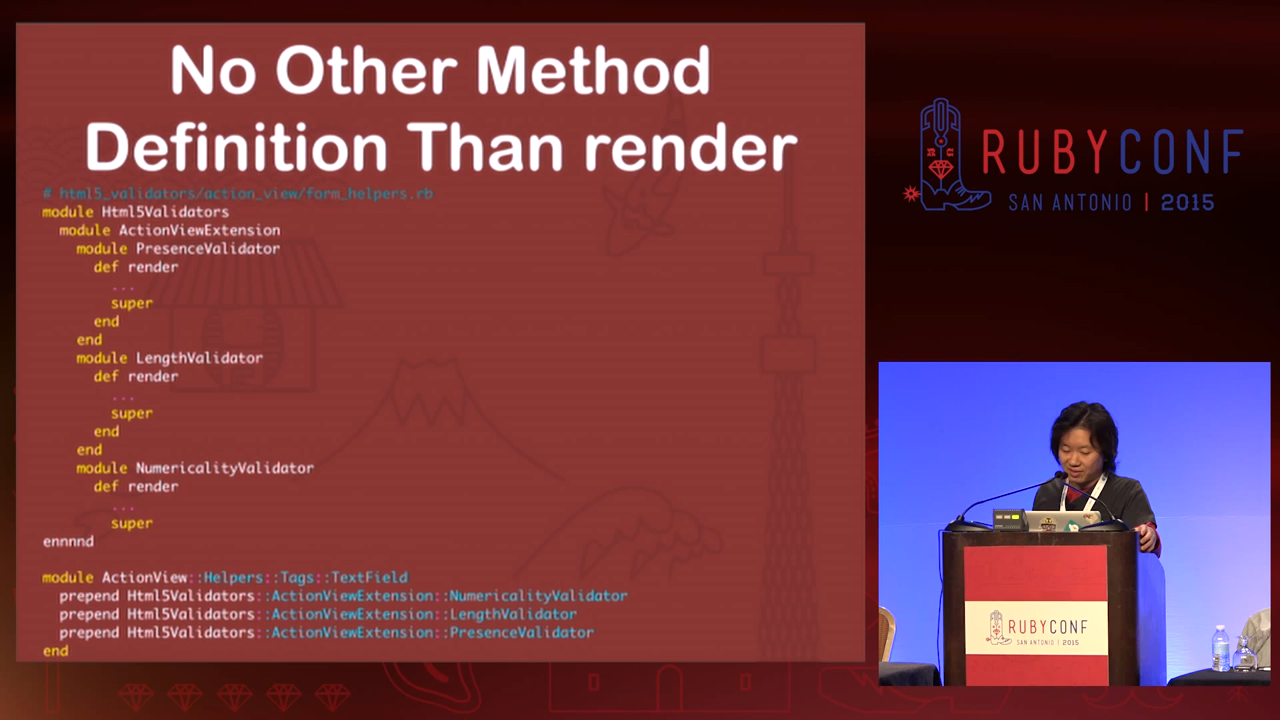 No Other Method
Definition Than render
# html5_validators/action_view/form_helpers.rb
module Html5Validators
module ActionViewExtension
module PresenceValidator
def render
...
super
end
end
module LengthValidator
def render
...
super
end
end
module NumericalityValidator
def render
...
super
ennnnd
module ActionView::Helpers::Tags::TextField
prepend Html5Validators::ActionViewExtension::NumericalityValidator
prepend Html5Validators::ActionViewExtension::LengthValidator
prepend Html5Validators::ActionViewExtension::PresenceValidator
end
RUBYCONF
SAN ANTONIO | 2015
RUBYCONF
SAN ANTONIO | 2015